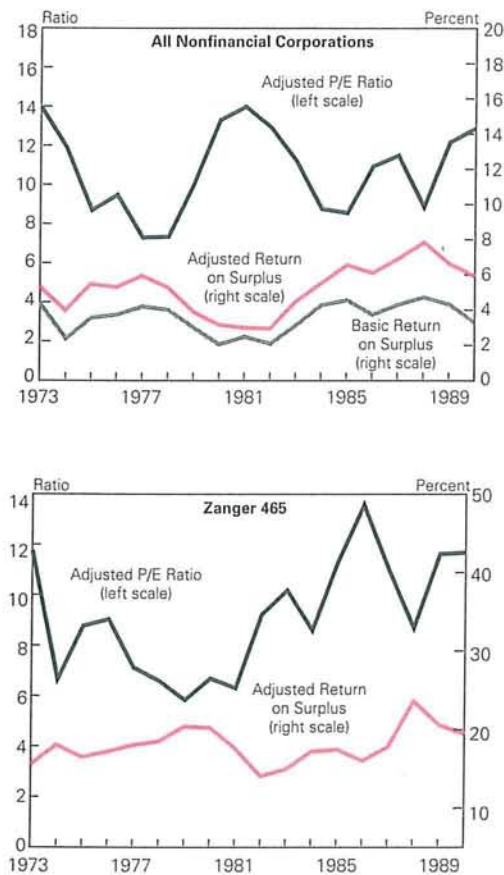 Ratio
Percent
All Nonfinancial Corporations
18
16
14
12
10
8
6
4
2
0
20
18
16
14
12
10
8
6
4
2
0
Adjusted P/E Ratio
(left scale)
Adjusted Return
on Surplus
(right scale)
Basic Return
on Surplus
(right scale)
1973
1977
1981
1985
1989
Ratio
Percent
Zanger 465
14
12
10
8
6
4
2
0
50
40
30
20
10
Adjusted P/E Ratio
(left scale)
Adjusted Return
on Surplus
(right scale)
1973
1977
1981
1985
1989